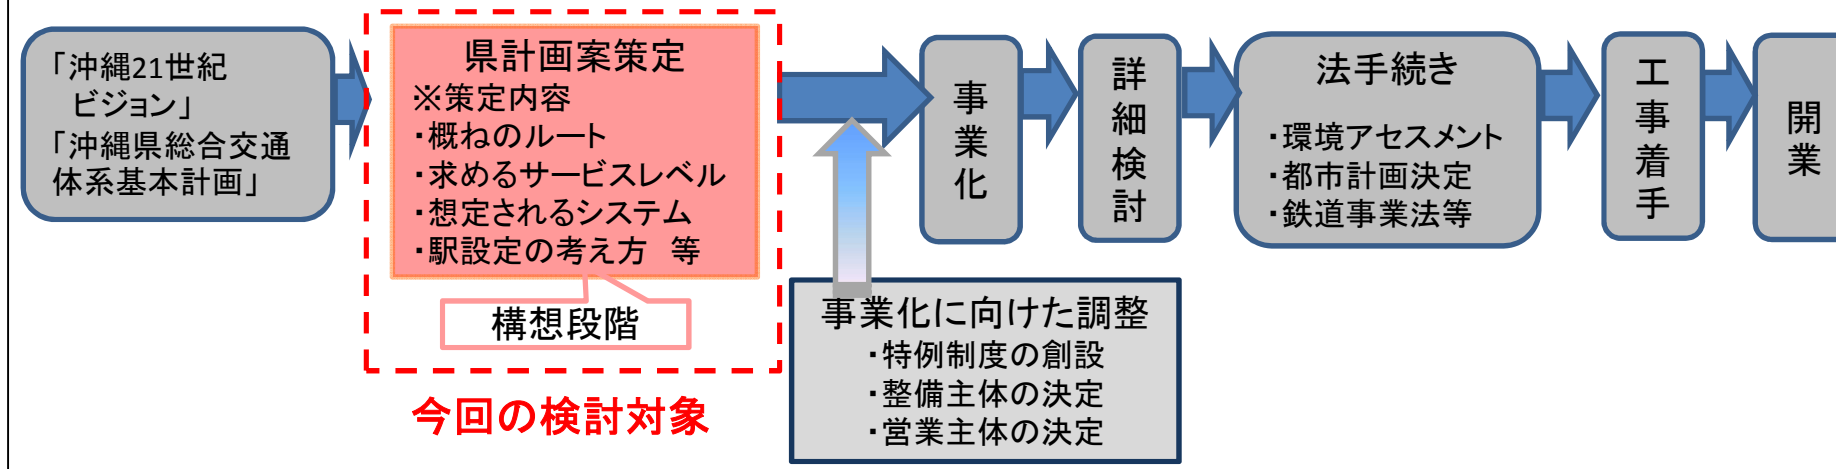 「沖縄21世紀
ビジョン」
「沖縄県総合交通
体系基本計画」
県計画案策定
※策定内容
・概ねのルート
・求めるサービスレベル
・想定されるシステム
・駅設定の考え方　等
構想段階
今回の検討対象
事業化に向けた調整
・特例制度の創設
・整備主体の決定
・営業主体の決定
事業化
詳細検討
法手続き
・環境アセスメント
・都市計画決定
・鉄道事業法等
工事着手
開業